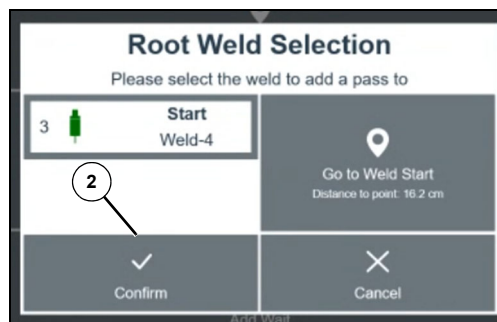 Root Weld Selection
Please select the weld to add a pass to
3
Start
Weld-4
Go to Weld Start
Distance to point: 16.2 cm
2
Confirm
Cancel
Add Wait